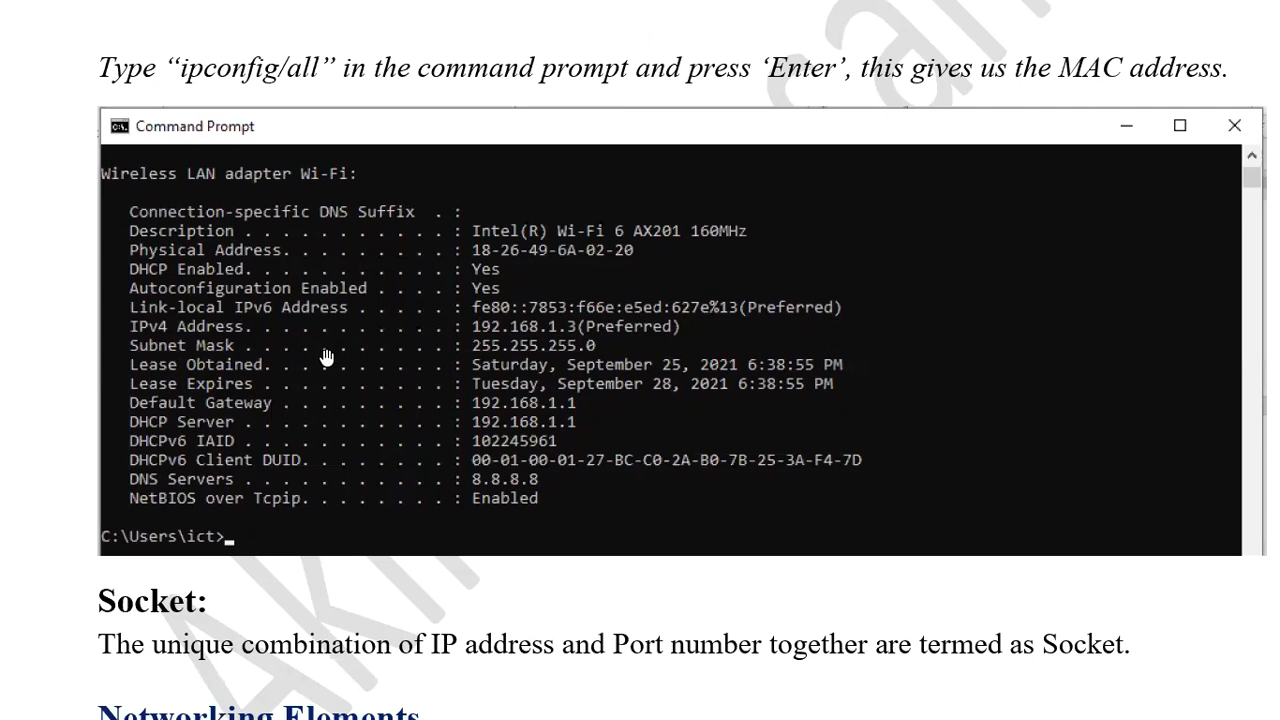 Type “ipconfig/all” in the command prompt and press ‘Enter’, this gives us the MAC address.
Command Prompt
Wireless LAN adapter Wi-Fi:
Connection-specific DNS Suffix . :
Description . . . . . . . . . . . : Intel(R) Wi-Fi 6 AX201 160MHz
Physical Address. . . . . . . . . : 18-26-49-6A-02-20
DHCP Enabled. . . . . . . . . . . : Yes
Autoconfiguration Enabled . . . . : Yes
Link-local IPv6 Address . . . . . : fe80::7853:f66e:e5ed:627e%13(Preferred)
IPv4 Address. . . . . . . . . . . : 192.168.1.3(Preferred)
Subnet Mask . . . . . . . . . . . : 255.255.255.0
Lease Obtained. . . . . . . . . . : Saturday, September 25, 2021 6:38:55 PM
Lease Expires . . . . . . . . . . : Tuesday, September 28, 2021 6:38:55 PM
Default Gateway . . . . . . . . . : 192.168.1.1
DHCP Server . . . . . . . . . . . : 192.168.1.1
DHCPv6 IAID . . . . . . . . . . . : 102245961
DHCPv6 Client DUID. . . . . . . . : 00-01-00-01-27-BC-C0-2A-B0-7B-25-3A-F4-7D
DNS Servers . . . . . . . . . . . : 8.8.8.8
NetBIOS over Tcpip. . . . . . . . : Enabled
C:\Users\ict>
Socket:
The unique combination of IP address and Port number together are termed as Socket.
Networking Elements